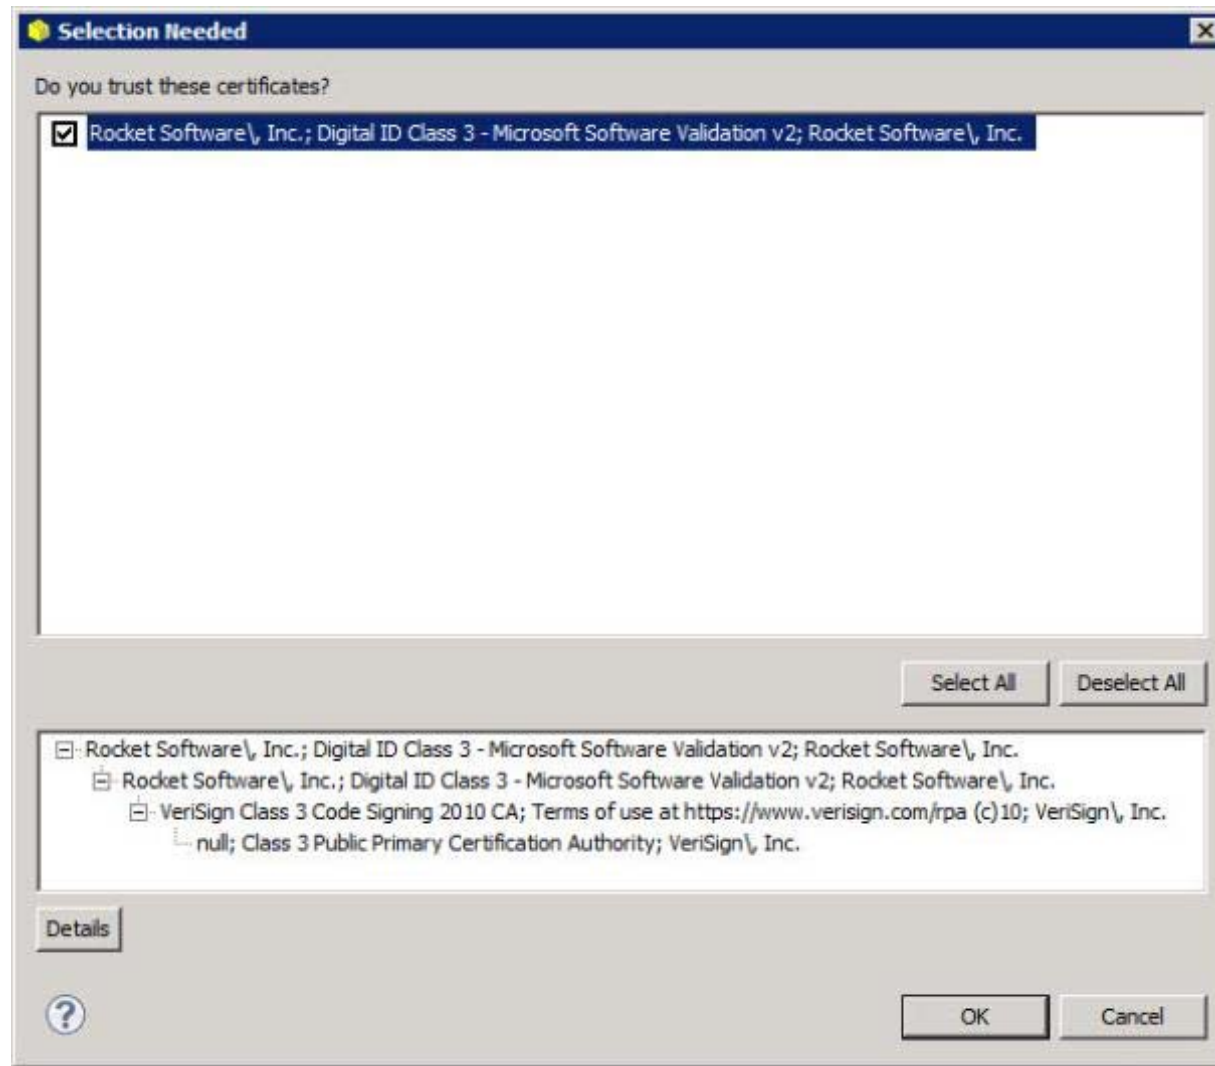 Selection Needed
Do you trust these certificates?
Rocket Software\, Inc.; Digital ID Class 3 - Microsoft Software Validation v2; Rocket Software\, Inc.
Select All Deselect All
Rocket Software\, Inc.; Digital ID Class 3 - Microsoft Software Validation v2; Rocket Software\, Inc.
Rocket Software\, Inc.; Digital ID Class 3 - Microsoft Software Validation v2; Rocket Software\, Inc.
VeriSign Class 3 Code Signing 2010 CA; Terms of use at https://www.verisign.com/rpa (c)10; VeriSign\, Inc.
null; Class 3 Public Primary Certification Authority; VeriSign\, Inc.
Details
?
OK Cancel